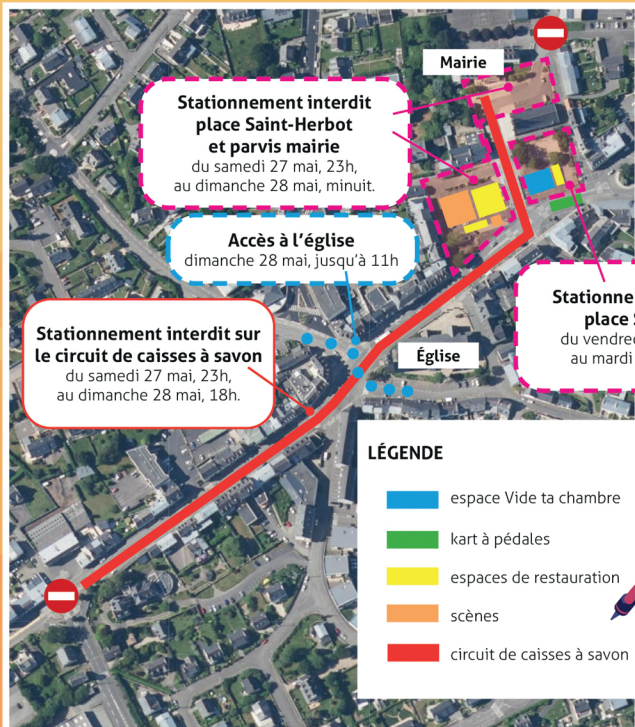 Mairie
Stationnement interdit
place Saint-Herbot
et parvis mairie
du samedi 27 mai, 23h,
au dimanche 28 mai, minuit.
Accès à l'église
dimanche 28 mai, jusqu'à 11h
Stationne
place S
du vendred
au mardi
Stationnement interdit sur
le circuit de caisses à savon
du samedi 27 mai, 23h,
au dimanche 28 mai, 18h.
Église
LÉGENDE
espace Vide ta chambre
kart à pédales
espaces de restauration
scènes
circuit de caisses à savon